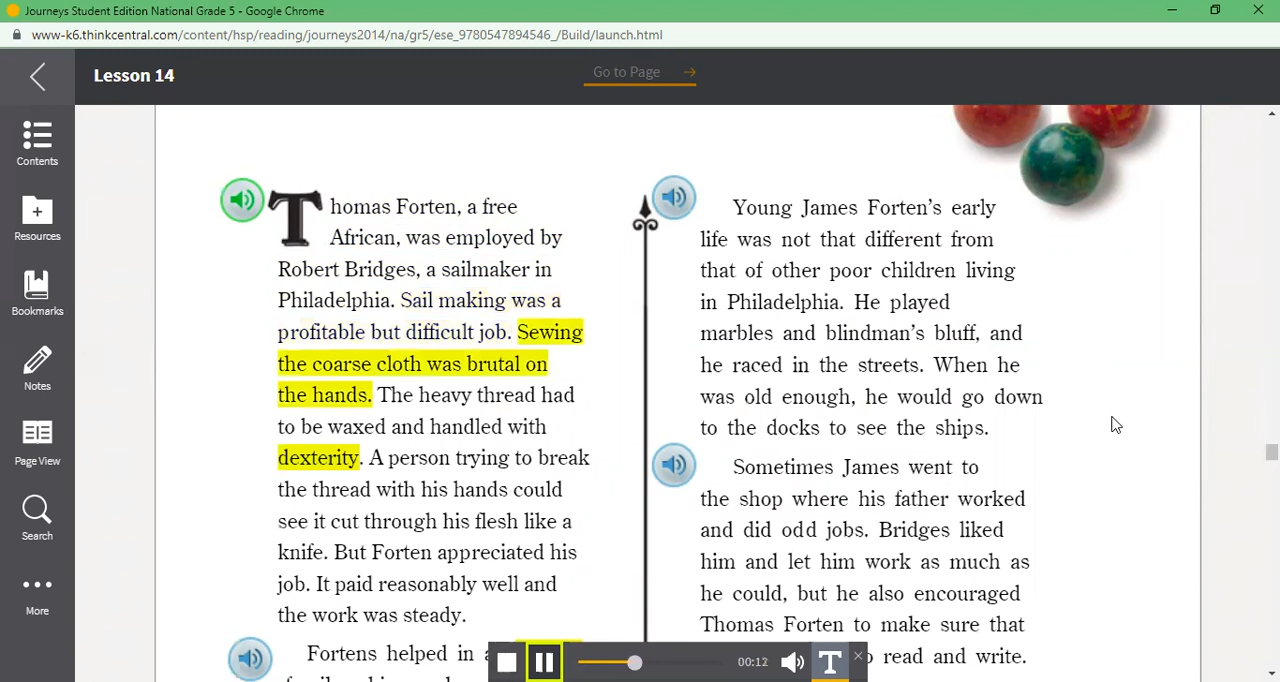 Journeys Student Edition National Grade 5 - Google Chrome
www-k6.thinkcentral.com/content/hsp/reading/journeys2014/na/gr5/ese_9780547894546_/Build/launch.html
Lesson 14
Go to Page
Contents
Resources
Bookmarks
Notes
Page View
Search
More
Thomas Forten, a free
African, was employed by
Robert Bridges, a sailmaker in
Philadelphia. Sail making was a
profitable but difficult job. Sewing
the coarse cloth was brutal on
the hands. The heavy thread had
to be waxed and handled with
dexterity. A person trying to break
the thread with his hands could
see it cut through his flesh like a
knife. But Forten appreciated his
job. It paid reasonably well and
the work was steady.
Fortens helped in a
Young James Forten's early
life was not that different from
that of other poor children living
in Philadelphia. He played
marbles and blindman's bluff, and
he raced in the streets. When he
was old enough, he would go down
to the docks to see the ships.
Sometimes James went to
the shop where his father worked
and did odd jobs. Bridges liked
him and let him work as much as
he could, but he also encouraged
Thomas Forten to make sure that
read and write.
00:12
T